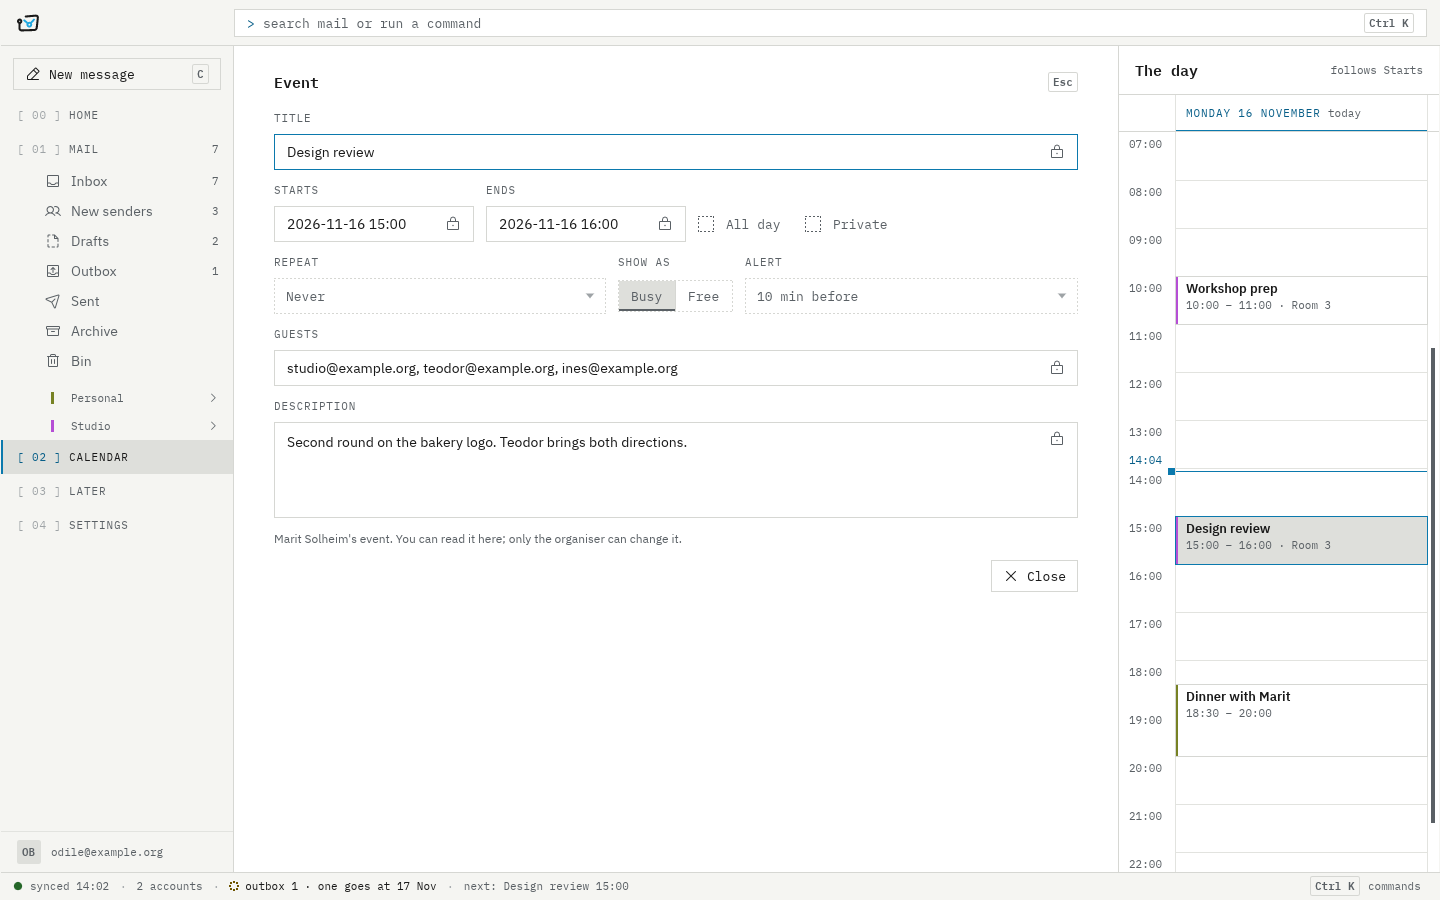 > search mail or run a command Ctrl K
New message C
[ 00 ] HOME
[ 01 ] MAIL 7
Inbox 7
New senders 3
Drafts 2
Outbox 1
Sent
Archive
Bin
Personal
Studio
[ 02 ] CALENDAR
[ 03 ] LATER
[ 04 ] SETTINGS
OB odile@example.org
Event Esc
TITLE
Design review
STARTS ENDS
2026-11-16 15:00 2026-11-16 16:00 All day Private
REPEAT SHOW AS ALERT
Never Busy Free 10 min before
GUESTS
studio@example.org, teodor@example.org, ines@example.org
DESCRIPTION
Second round on the bakery logo. Teodor brings both directions.
Marit Solheim's event. You can read it here; only the organiser can change it.
Close
The day follows Starts
MONDAY 16 NOVEMBER today
07:00
08:00
09:00
10:00 Workshop prep
10:00 – 11:00 · Room 3
11:00
12:00
13:00
14:04
14:00
15:00 Design review
15:00 – 16:00 · Room 3
16:00
17:00
18:00
Dinner with Marit
18:30 – 20:00
19:00
20:00
21:00
22:00
synced 14:02 · 2 accounts · outbox 1 · one goes at 17 Nov · next: Design review 15:00 Ctrl K commands